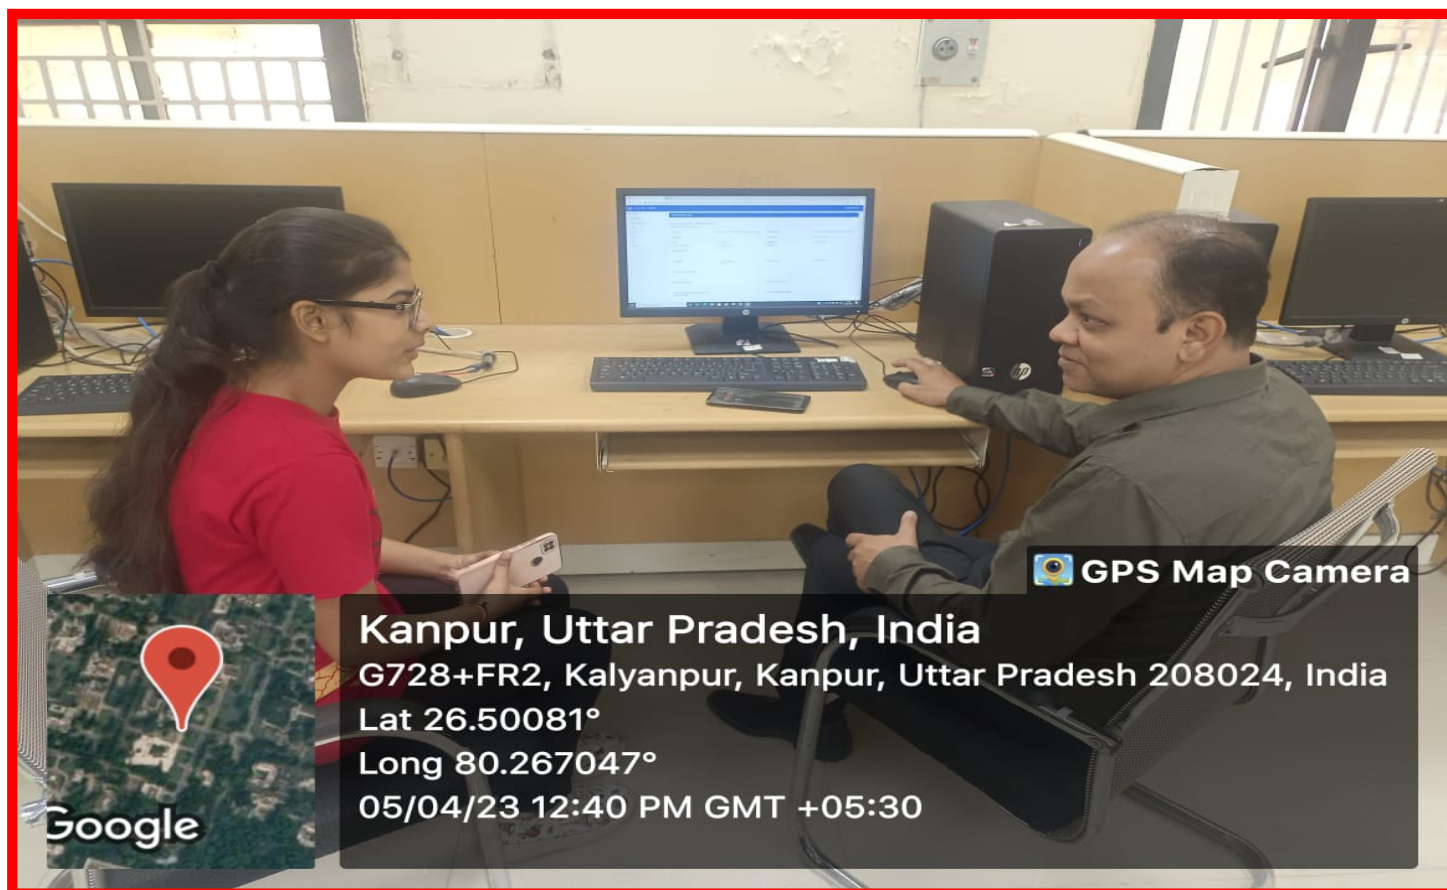 hp
GPS Map Camera
Kanpur, Uttar Pradesh, India
G728+FR2, Kalyanpur, Kanpur, Uttar Pradesh 208024, India
Lat 26.50081°
Long 80.267047°
05/04/23 12:40 PM GMT +05:30
Google